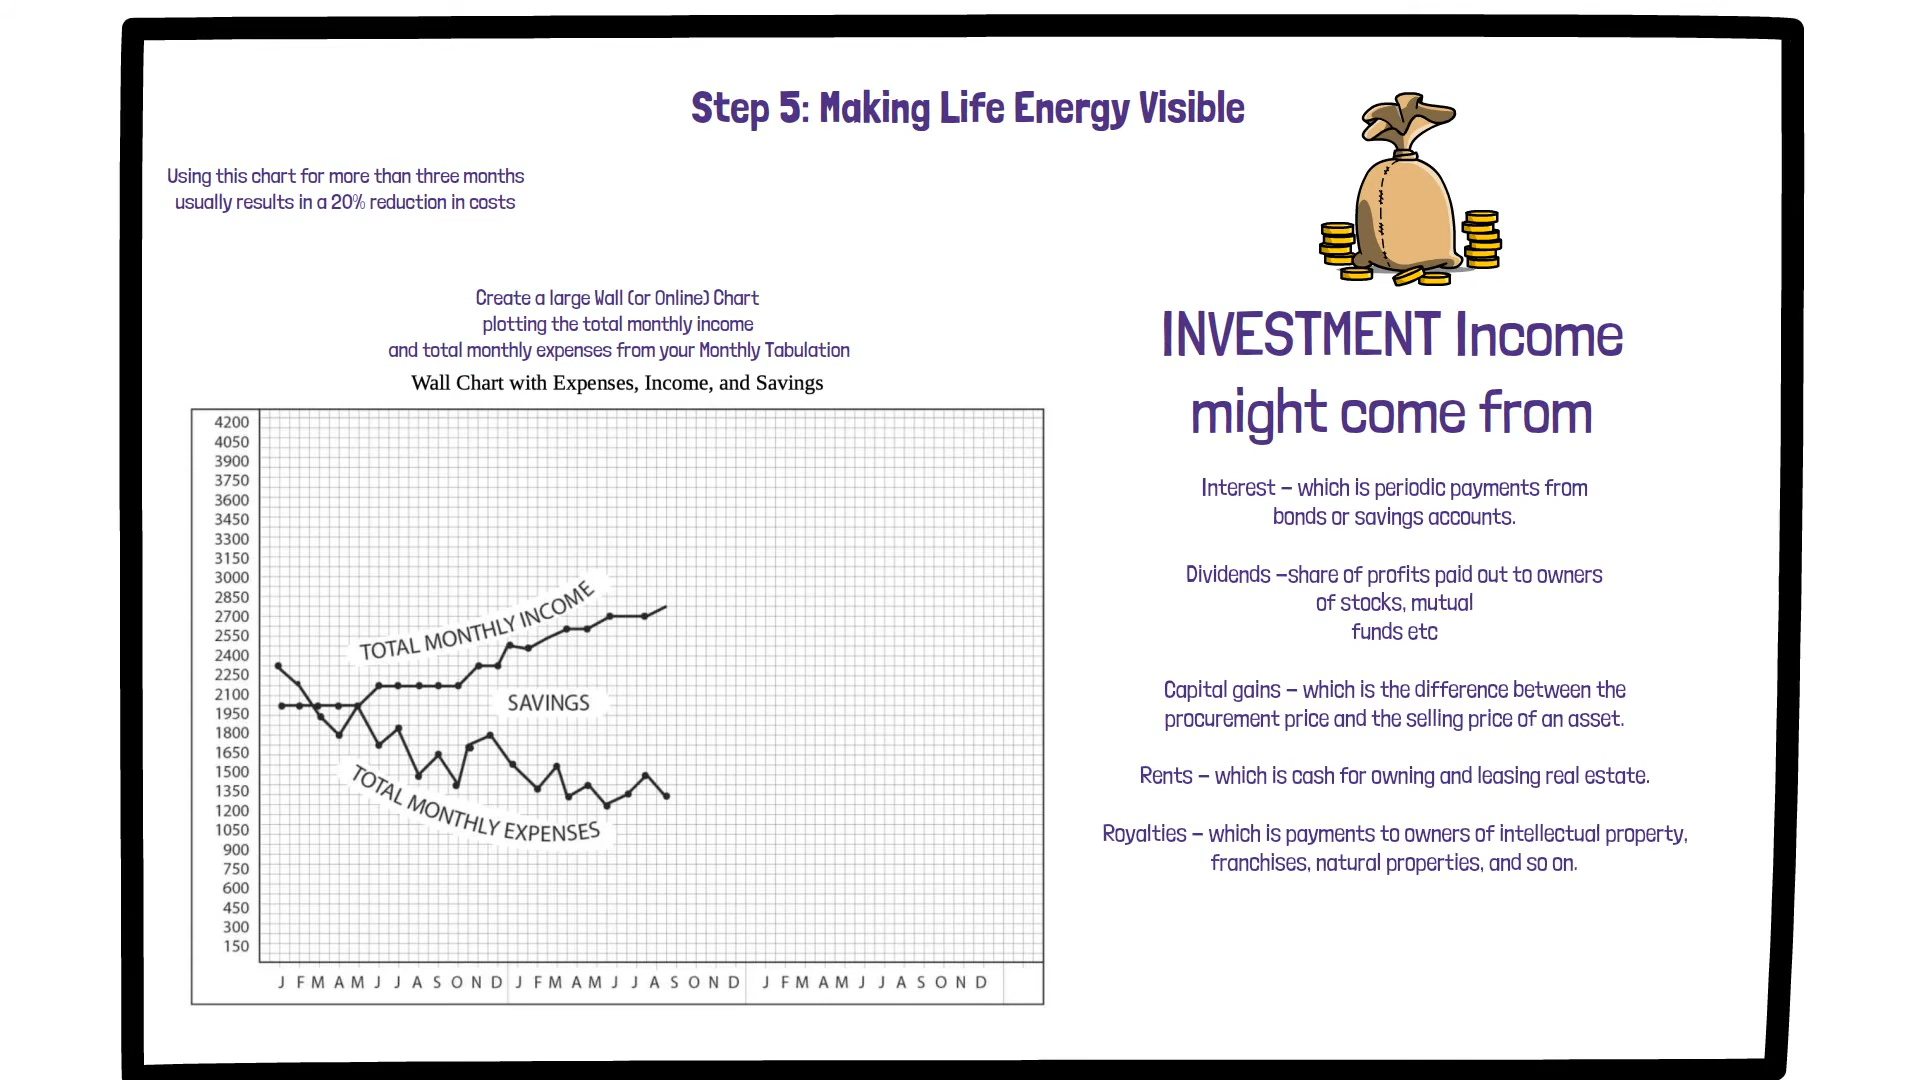 Step 5: Making Life Energy Visible
Using this chart for more than three months
usually results in a 20% reduction in costs
Create a large Wall (or Online) Chart
plotting the total monthly income
and total monthly expenses from your Monthly Tabulation
Wall Chart with Expenses, Income, and Savings
4200
4050
3900
3750
3600
3450
3300
3150
3000
2850
2700
2550
2400
2250
2100
1950
1800
1650
1500
1350
1200
1050
900
750
600
450
300
150
TOTAL MONTHLY INCOME
SAVINGS
TOTAL MONTHLY EXPENSES
J F M A M J J A S O N D J F M A M J J A S O N D J F M A M J J A S O N D
INVESTMENT Income
might come from
Interest – which is periodic payments from
bonds or savings accounts.
Dividends –share of profits paid out to owners
of stocks, mutual
funds etc
Capital gains – which is the difference between the
procurement price and the selling price of an asset.
Rents – which is cash for owning and leasing real estate.
Royalties – which is payments to owners of intellectual property,
franchises, natural properties, and so on.